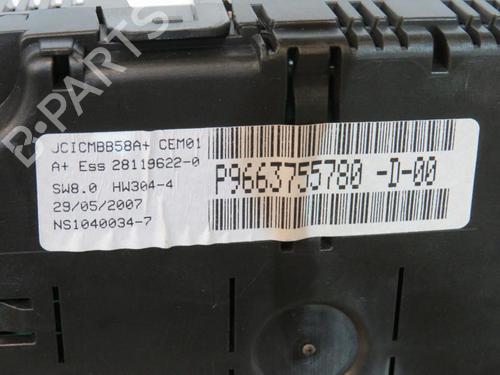 JCICMBB58A+ CEM01
A+ Ess 28119622-0
SW8.0 HW304-4
29/05/2007
NS1040034-7
P9663755780 -D-00
B-PARTS